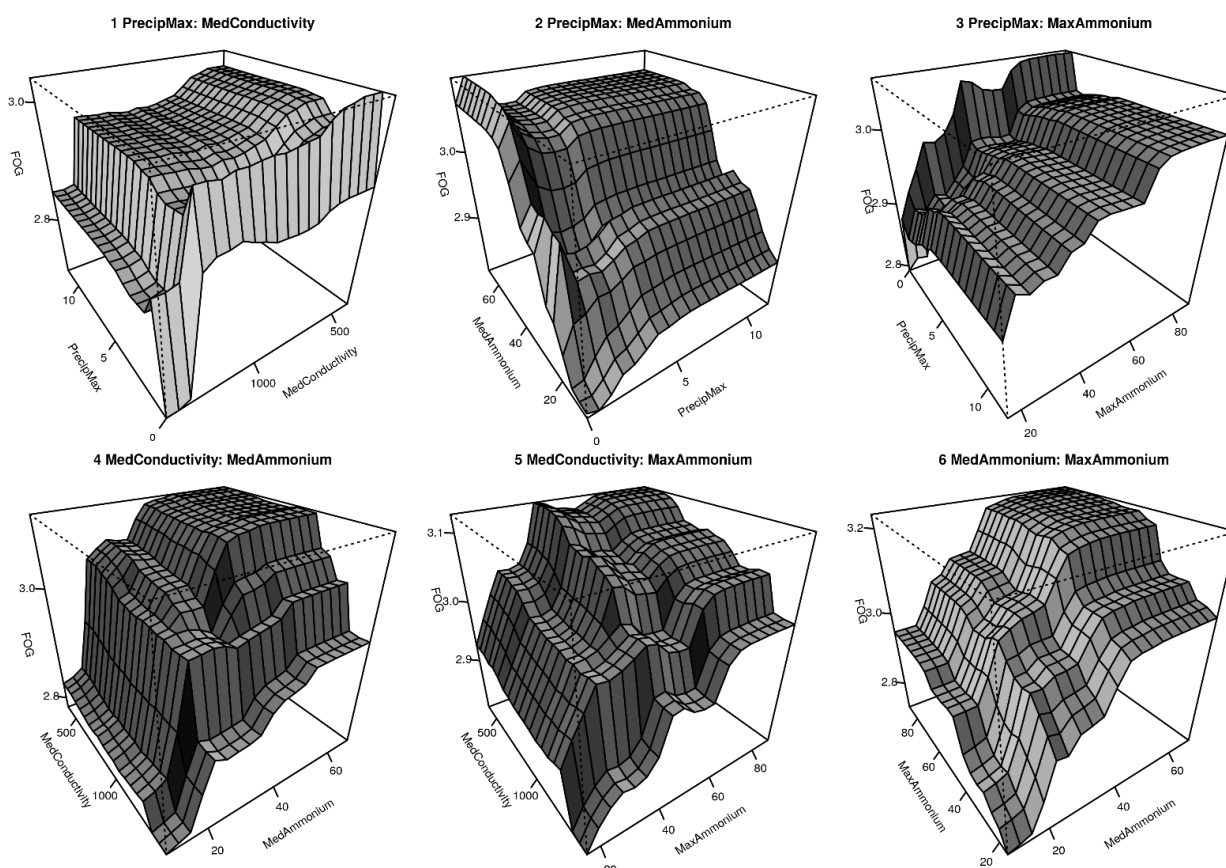 1 PrecipMax: MedConductivity
3.0
2.8
FOG
10
5
0
PrecipMax
500
1000
MedConductivity
2 PrecipMax: MedAmmonium
3.0
2.9
FOG
60
40
20
MedAmmonium
10
5
0
PrecipMax
3 PrecipMax: MaxAmmonium
3.0
2.9
2.8
FOG
0
5
10
PrecipMax
80
60
40
20
MaxAmmonium
4 MedConductivity: MedAmmonium
3.0
2.8
FOG
500
1000
MedConductivity
60
40
20
MedAmmonium
5 MedConductivity: MaxAmmonium
3.1
3.0
2.9
FOG
500
1000
MedConductivity
80
60
40
20
MaxAmmonium
6 MedAmmonium: MaxAmmonium
3.2
3.0
2.8
FOG
80
60
40
20
MaxAmmonium
60
40
20
MedAmmonium